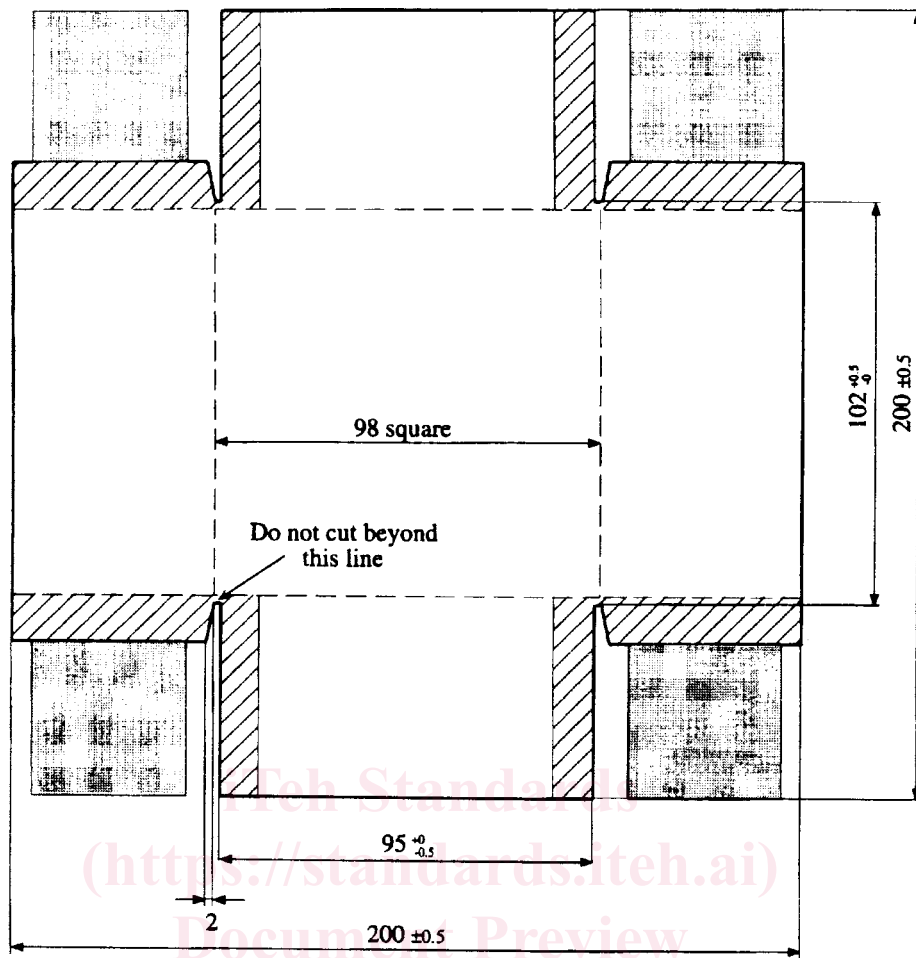 98 square
102 +0.5 -0
200 ±0.5
Do not cut beyond
this line
iTeh Standards
95 +0 -0.5
(https://standards.iteh.ai)
2
200 ±0.5
Document Preview